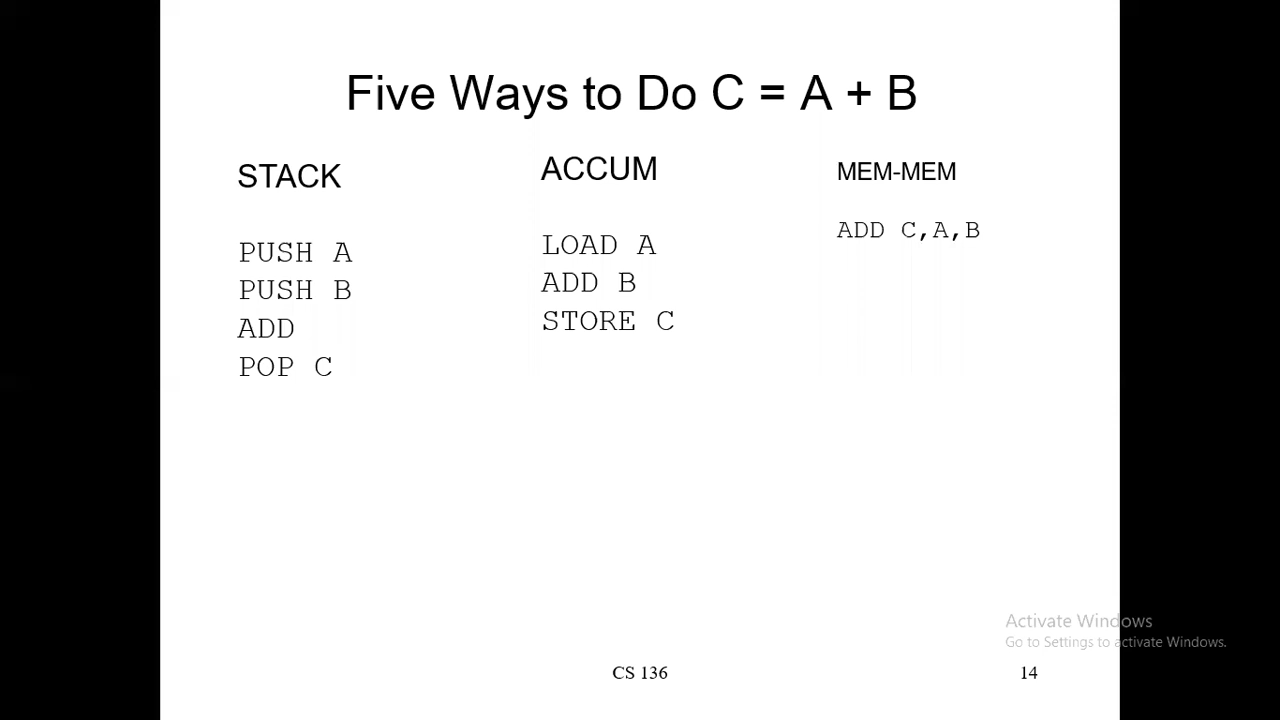 Five Ways to Do C = A + B
STACK
PUSH A
PUSH B
ADD
POP C
ACCUM
LOAD A
ADD B
STORE C
MEM-MEM
ADD C,A,B
Activate Windows
Go to Settings to activate Windows.
CS 136
14